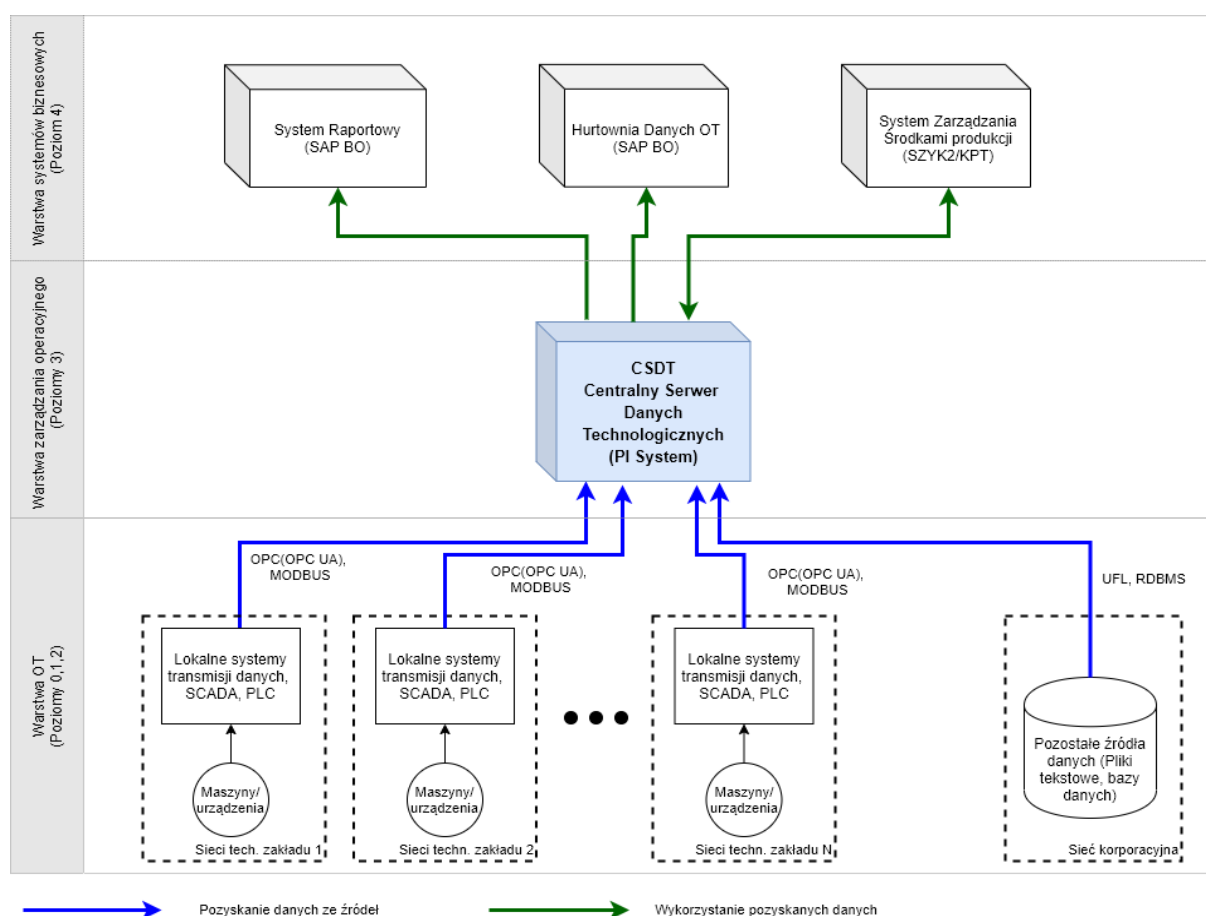 Warstwa systemów biznesowych
(Poziom 4)
System Raportowy
(SAP BO)
Hurtownia Danych OT
(SAP BO)
System Zarządzania
Środkami produkcji
(SZYK2/KPT)
Warstwa zarządzania operacyjnego
(Poziomy 3)
CSDT
Centralny Serwer
Danych
Technologicznych
(PI System)
Warstwa OT
(Poziomy 0,1,2)
OPC(OPC UA),
MODBUS
OPC(OPC UA),
MODBUS
OPC(OPC UA),
MODBUS
UFL, RDBMS
Lokalne systemy
transmisji danych,
SCADA, PLC
Lokalne systemy
transmisji danych,
SCADA, PLC
Lokalne systemy
transmisji danych,
SCADA, PLC
Pozostałe źródła
danych (Pliki
tekstowe, bazy
danych)
Maszyny/
urządzenia
Maszyny/
urządzenia
Maszyny/
urządzenia
Sieci tech. zakładu 1
Sieci techn. zakładu 2
Sieci techn. zakładu N
Sieć korporacyjna
Pozyskanie danych ze źródeł
Wykorzystanie pozyskanych danych